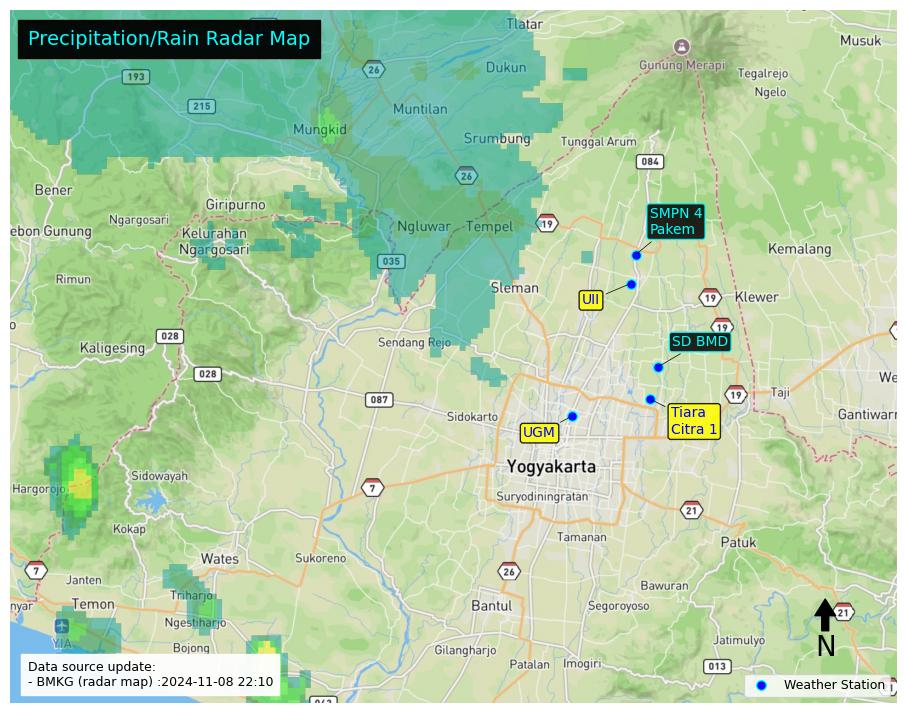 Precipitation/Rain Radar Map
Tlatar
Musuk
26
Gunung Merapi
193
Dukun
Tegalrejo
Ngelo
215
Muntilan
Mungkid
Srumbung
Tunggal Arum
084
26
Bener
Giripurno
Ngargosari
SMPN 4
Pakem
19
ebon Gunung
Kelurahan
Ngargosari
Ngluwar
Tempel
Kemalang
035
Rimun
Sleman
UII
19
Klewer
19
028
Sendang Rejo
SD BMD
Kaligesing
028
087
19
Taji
We
Sidokarto
Tiara
Citra 1
Gantiwarn
UGM
Yogyakarta
Sidowayah
Hargorojo
7
Suryodiningratan
21
Kokap
Tamanan
Patuk
Wates
Sukoreno
7
Janten
26
Bawuran
Triharjo
nyar
Temon
Bantul
Segoroyoso
21
Ngestiharjo
YIA
Jatimulyo
Bojong
Gilangharjo
N
Patalan
Imogiri
013
Data source update:
- BMKG (radar map) :2024-11-08 22:10
Weather Station